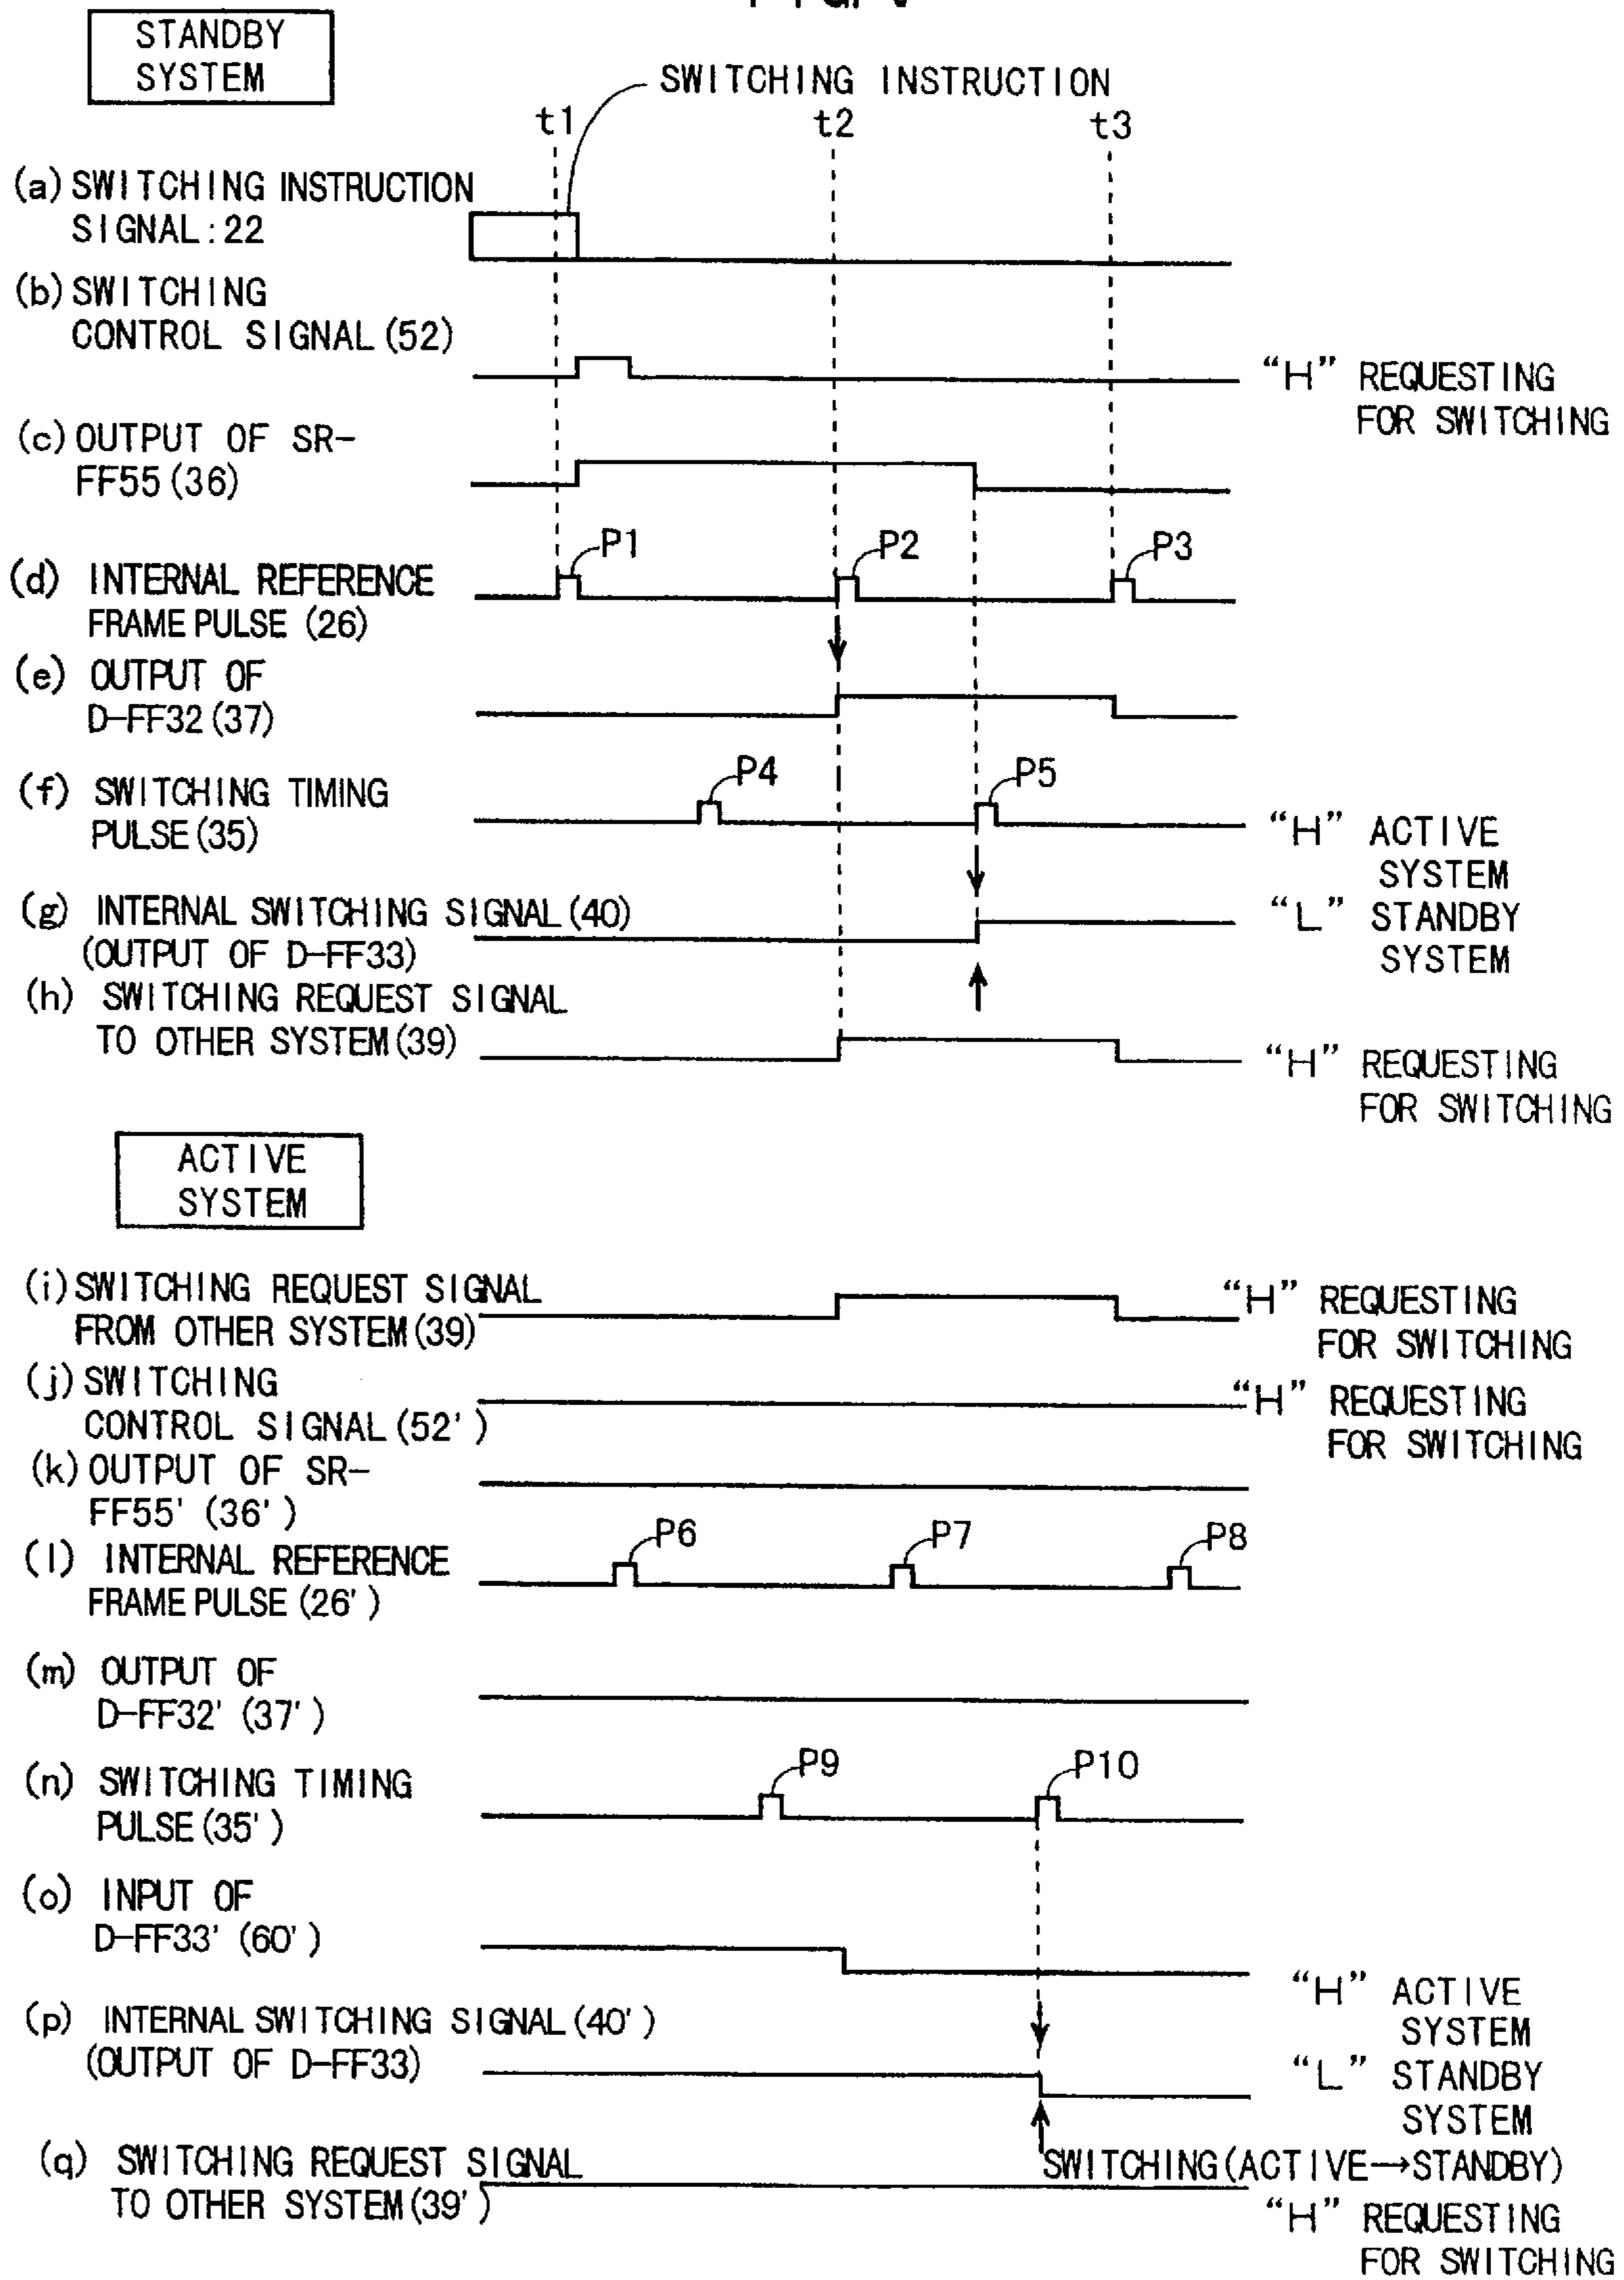 STANDBY
SYSTEM
SWITCHING INSTRUCTION
t1
t2
t3
(a) SWITCHING INSTRUCTION
SIGNAL:22
(b) SWITCHING
CONTROL SIGNAL(52)
"H" REQUESTING
FOR SWITCHING
(c) OUTPUT OF SR-
FF55(36)
P1
P2
P3
(d) INTERNAL REFERENCE
FRAME PULSE (26)
(e) OUTPUT OF
D-FF32(37)
P4
P5
(f) SWITCHING TIMING
PULSE(35)
"H" ACTIVE
SYSTEM
(g) INTERNAL SWITCHING SIGNAL(40)
(OUTPUT OF D-FF33)
"L" STANDBY
SYSTEM
(h) SWITCHING REQUEST SIGNAL
TO OTHER SYSTEM(39)
"H" REQUESTING
FOR SWITCHING
ACTIVE
SYSTEM
(i) SWITCHING REQUEST SIGNAL
FROM OTHER SYSTEM(39)
"H" REQUESTING
FOR SWITCHING
(j) SWITCHING
CONTROL SIGNAL(52')
"H" REQUESTING
FOR SWITCHING
(k) OUTPUT OF SR-
FF55' (36')
P6
P7
P8
(l) INTERNAL REFERENCE
FRAME PULSE(26')
(m) OUTPUT OF
D-FF32' (37')
P9
P10
(n) SWITCHING TIMING
PULSE(35')
(o) INPUT OF
D-FF33' (60')
"H" ACTIVE
SYSTEM
(p) INTERNAL SWITCHING SIGNAL(40')
(OUTPUT OF D-FF33)
"L" STANDBY
SYSTEM
SWITCHING(ACTIVE→STANDBY)
(q) SWITCHING REQUEST SIGNAL
TO OTHER SYSTEM(39')
"H" REQUESTING
FOR SWITCHING